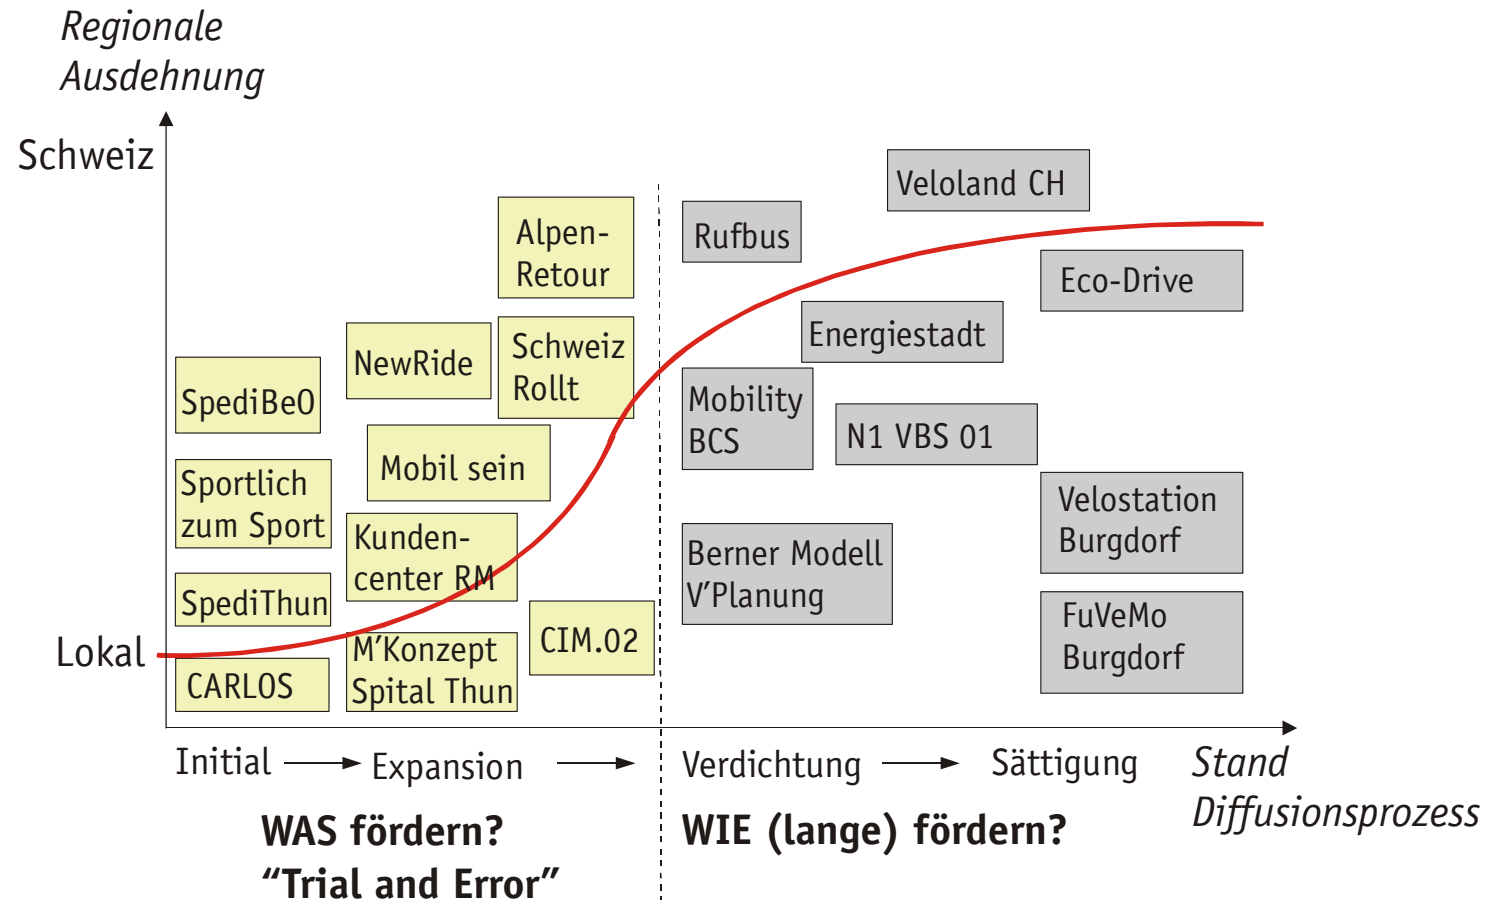 Regionale
Ausdehnung
Schweiz
Veloland CH
Alpen-
Retour
Rufbus
Eco-Drive
Energiestadt
Schweiz
Rollt
NewRide
SpediBeO
Mobility
BCS
N1 VBS 01
Mobil sein
Sportlich
zum Sport
Velostation
Burgdorf
Kunden-
center RM
Berner Modell
V’Planung
SpediThun
FuVeMo
Burgdorf
CIM.02
Lokal
M’Konzept
Spital Thun
CARLOS
Initial
Expansion
Verdichtung
Sättigung
Stand
Diffusionsprozess
WAS fördern?
“Trial and Error”
WIE (lange) fördern?